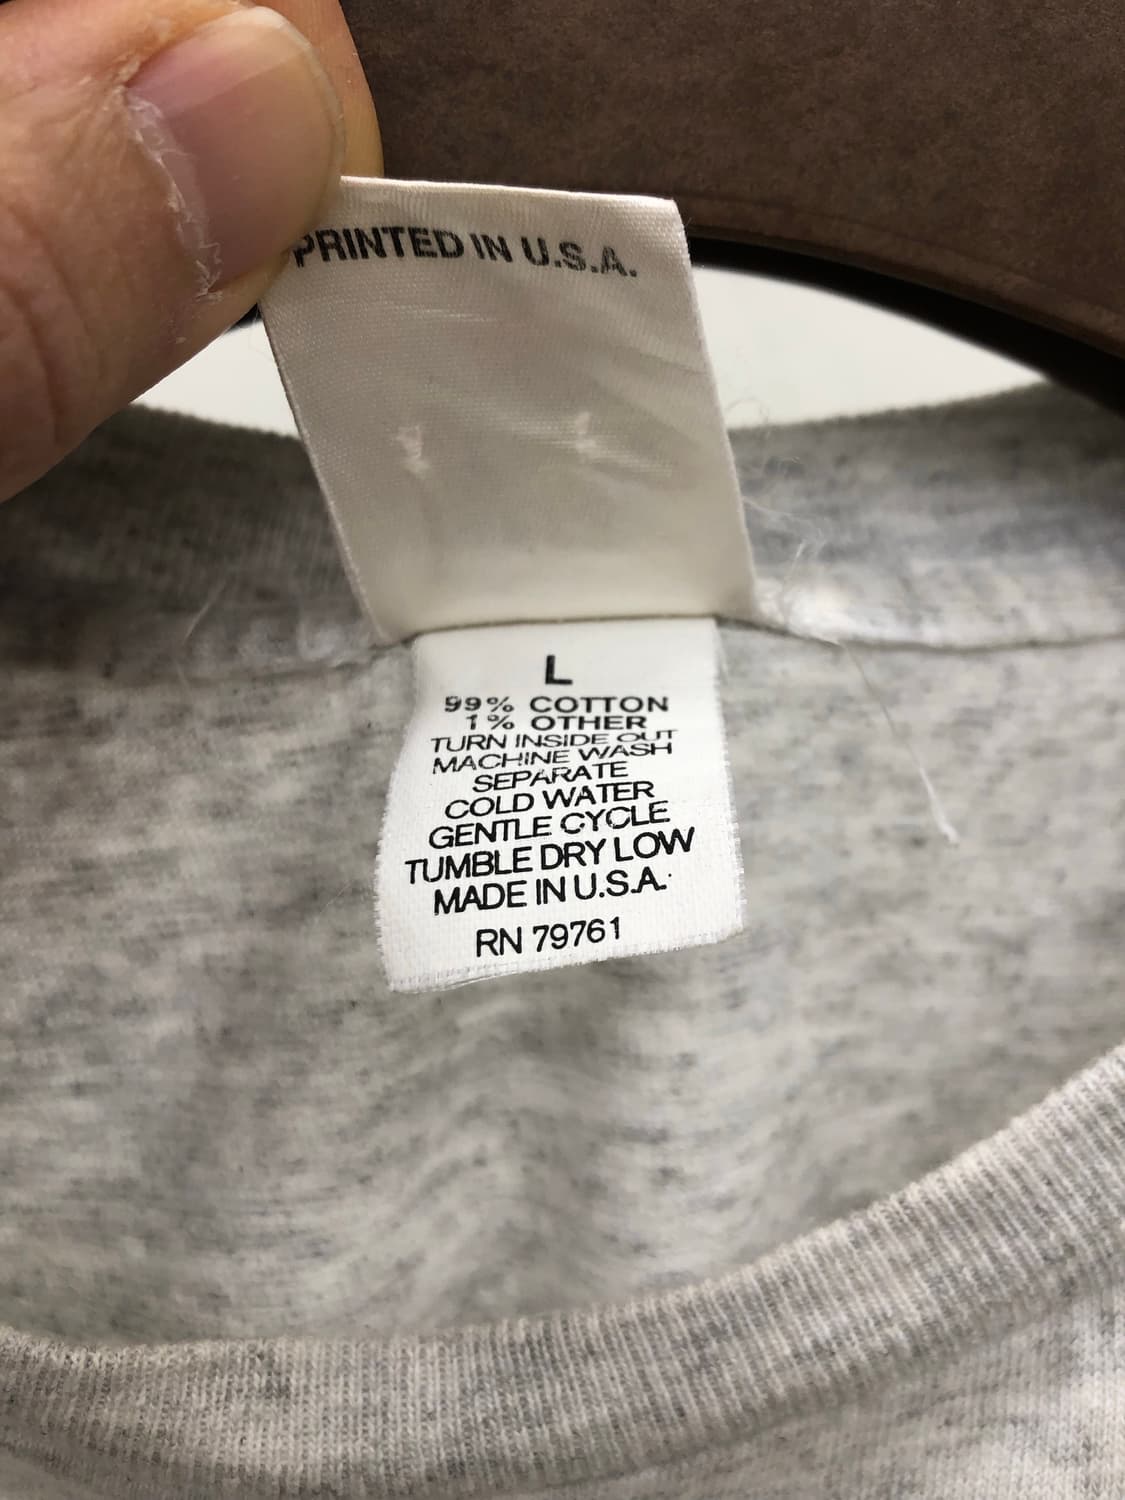 PRINTED IN U.S.A.
L
99% COTTON
1% OTHER
TURN INSIDE OUT
MACHINE WASH
SEPARATE
COLD WATER
GENTLE CYCLE
TUMBLE DRY LOW
MADE IN U.S.A.
RN 79761